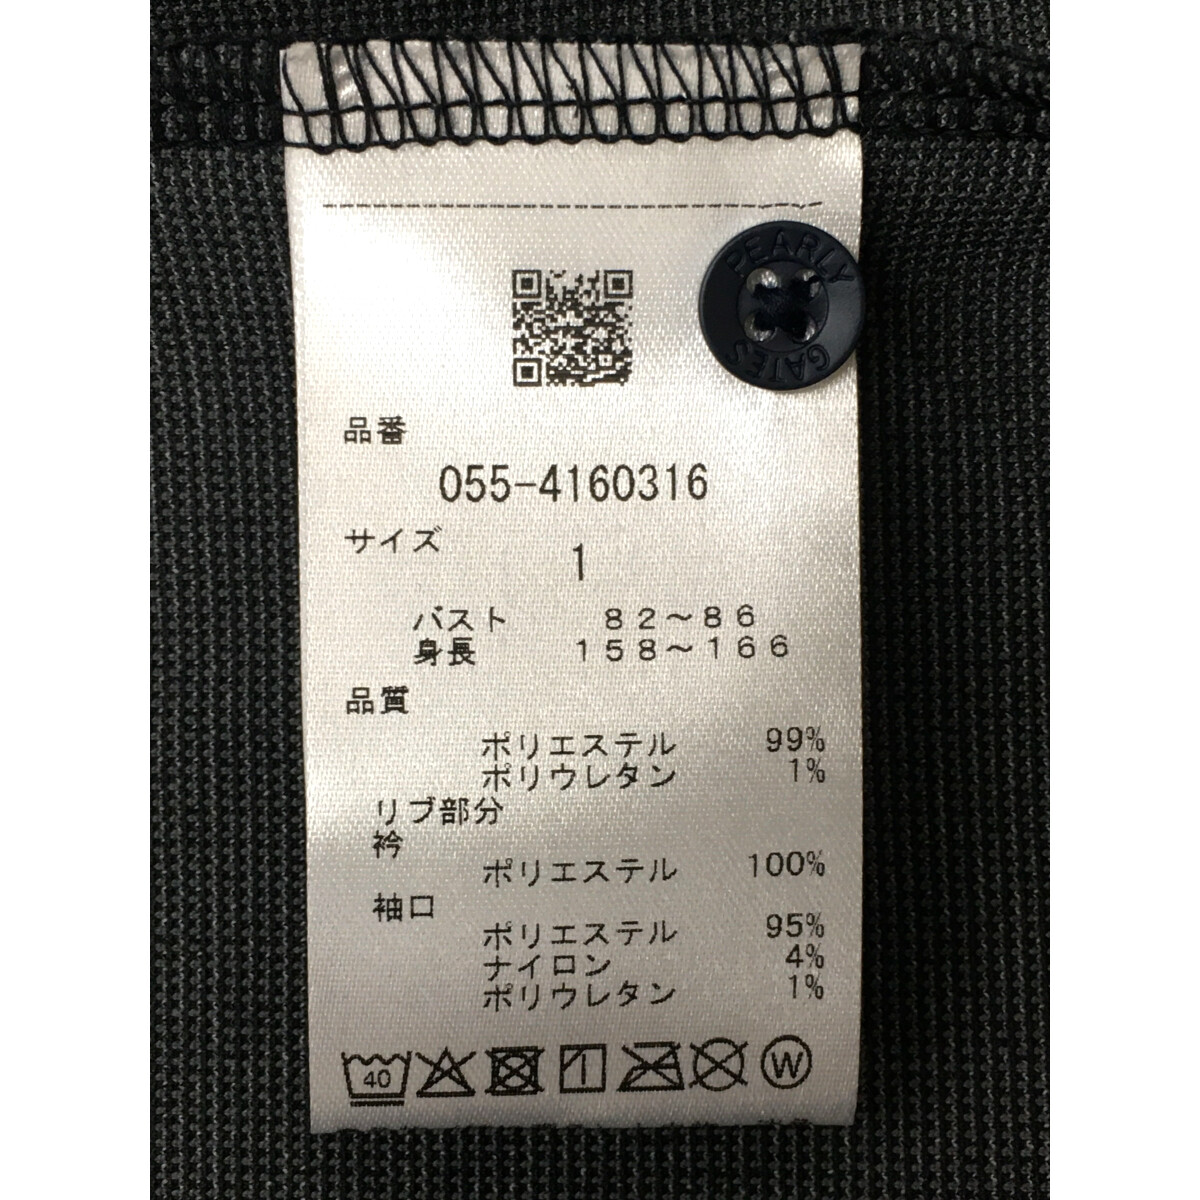 PEARLY
GATES
品番
055-4160316
サイズ
1
バスト 82～86
身長 158～166
品質
ポリエステル 99%
ポリウレタン 1%
リブ部分
衿
ポリエステル 100%
袖口
ポリエステル 95%
ナイロン 4%
ポリウレタン 1%
40
W